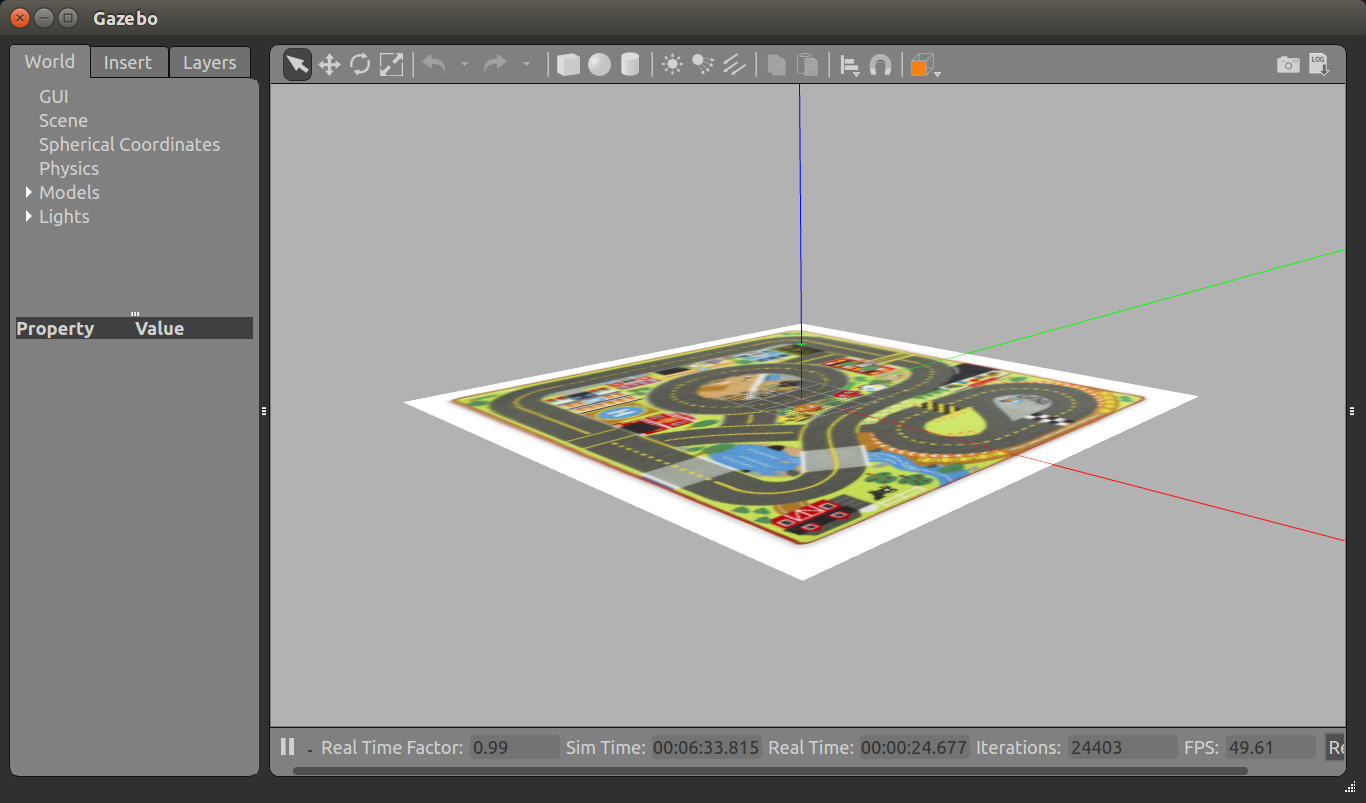 Gazebo
World Insert Layers
GUI
Scene
Spherical Coordinates
Physics
Models
Lights
Property Value
LOG
H
Real Time Factor: 0.99 Sim Time: 00:06:33.815 Real Time: 00:00:24.677 Iterations: 24403 FPS: 49.61 Re